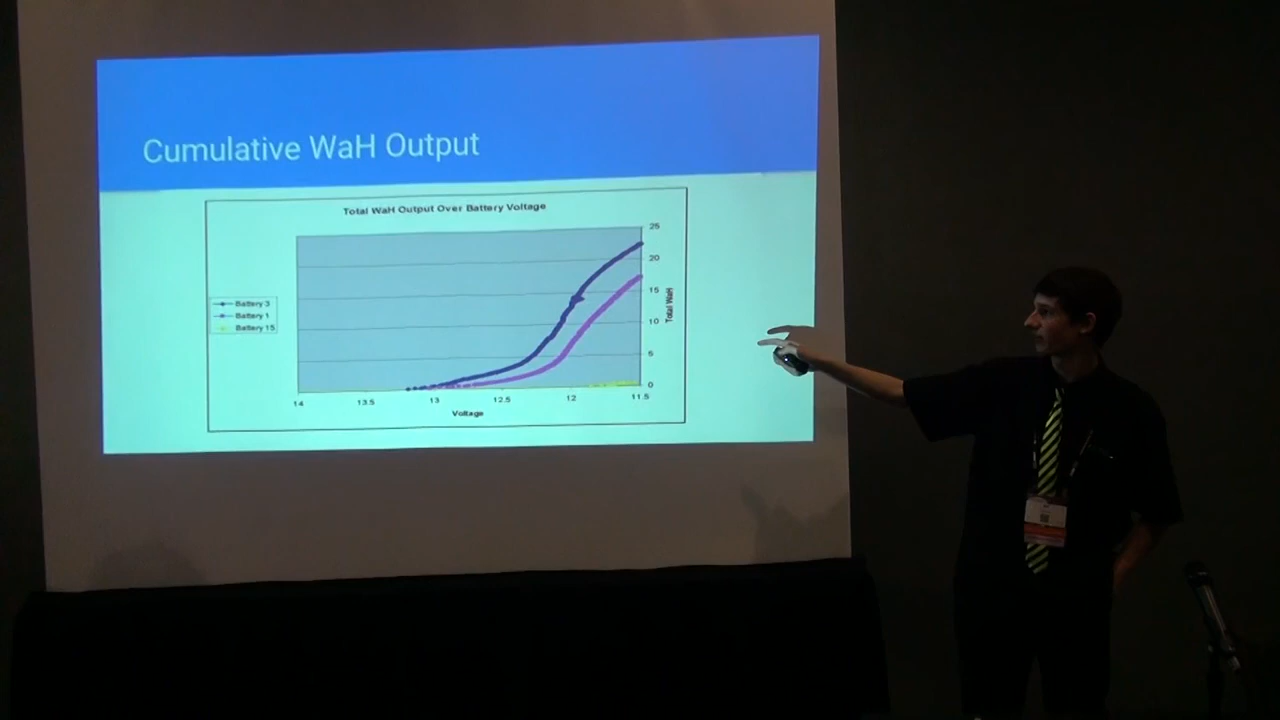 Cumulative WaH Output
Total WaH Output Over Battery Voltage
25
20
15
10
5
0
Total WaH
Battery 3
Battery 1
Battery 15
14 13.5 13 12.5 12 11.5
Voltage